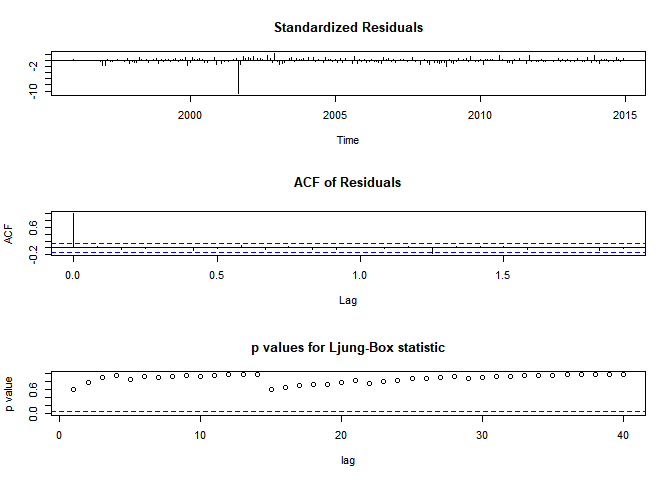 Standardized Residuals
-2
-10
2000 2005 2010 2015
Time
ACF of Residuals
ACF
0.6
-0.2
0.0 0.5 1.0 1.5
Lag
p values for Ljung-Box statistic
p value
0.6
0.0
0 10 20 30 40
lag